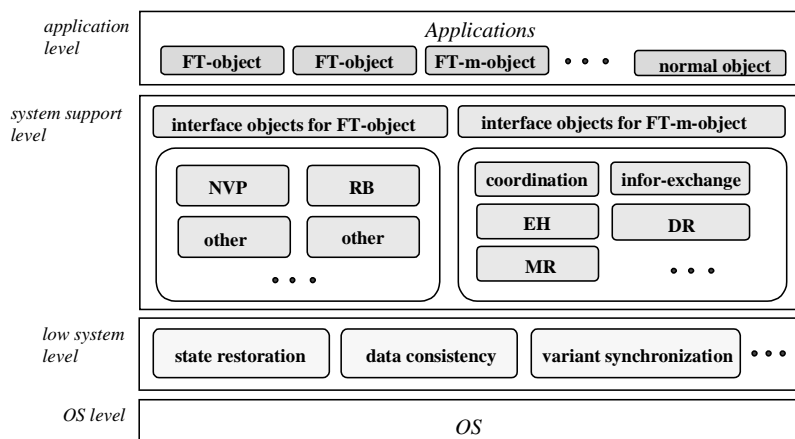 application level
Applications
FT-object FT-object FT-m-object • • • normal object
system support level
interface objects for FT-object interface objects for FT-m-object
NVP RB coordination infor-exchange
other other EH DR
• • • MR • • •
low system level
state restoration data consistency variant synchronization • • •
OS level
OS